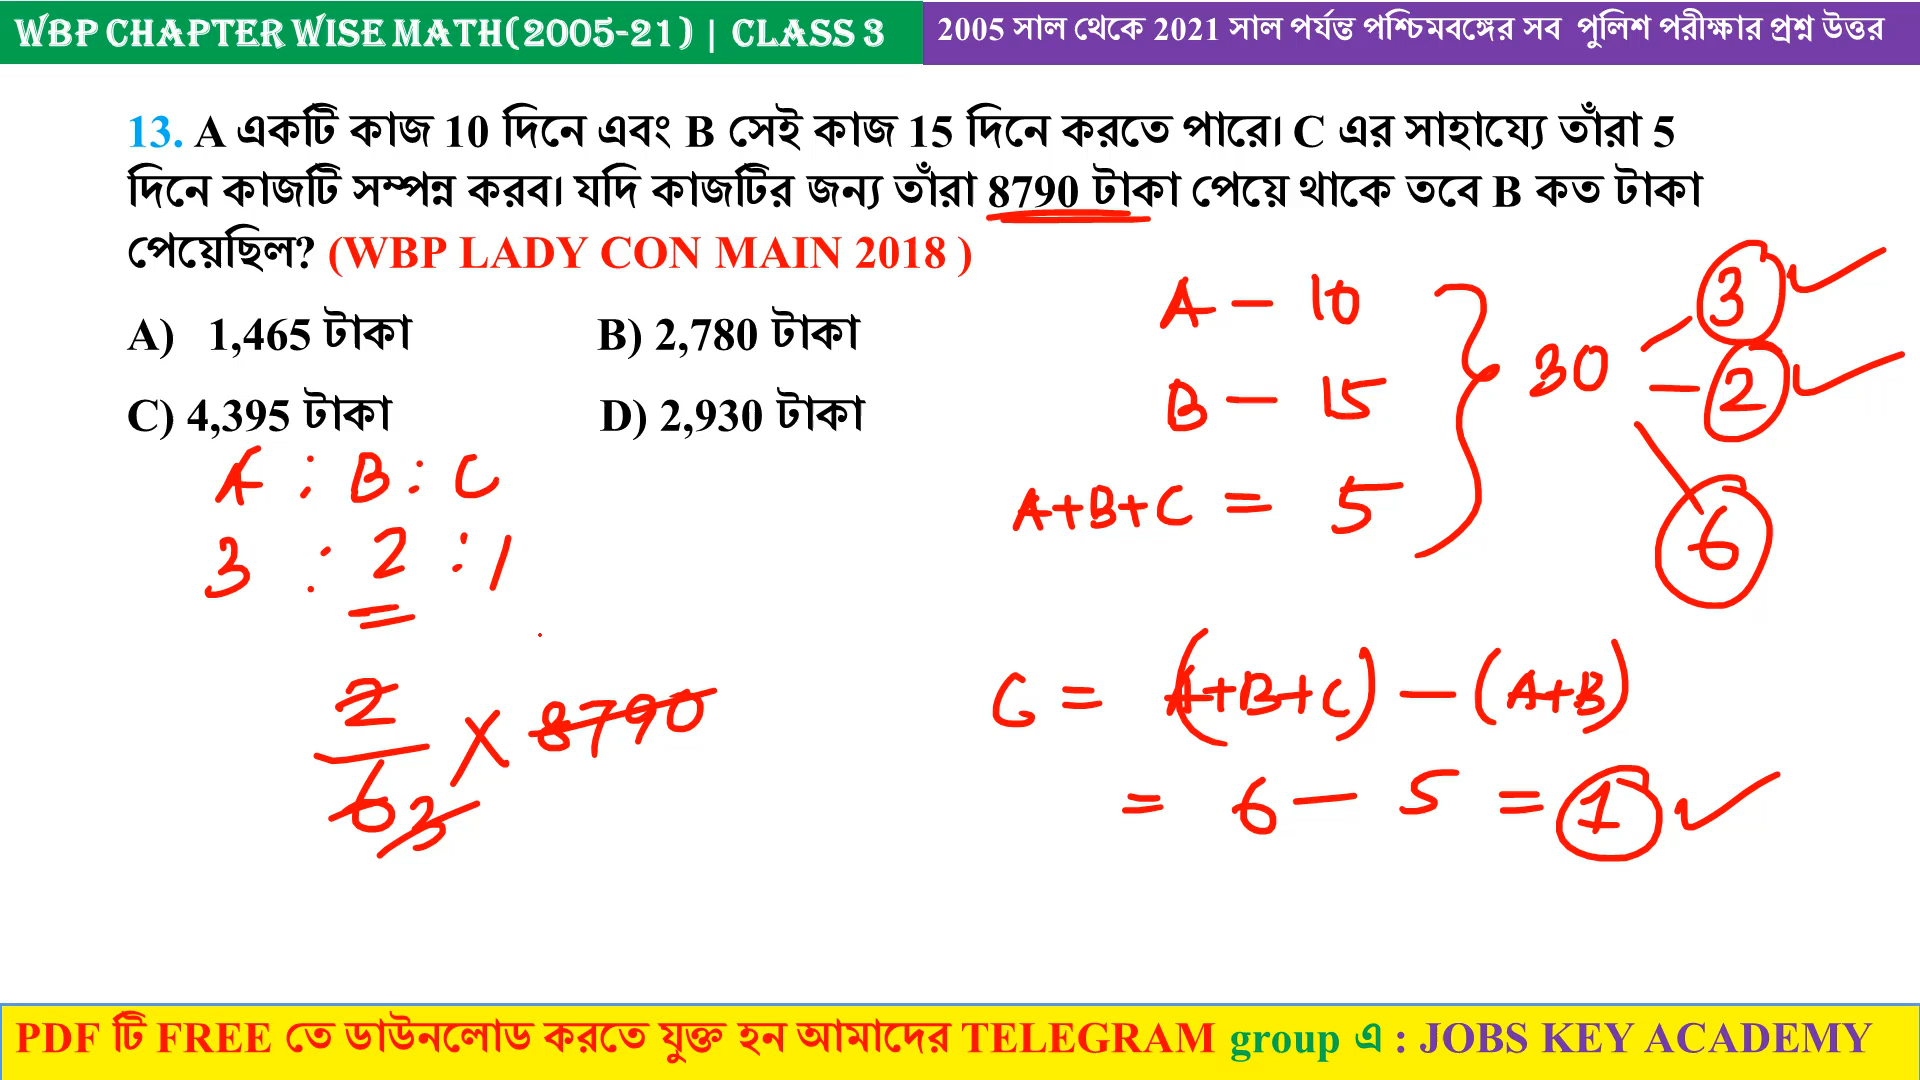 WBP CHAPTER WISE MATH(2005-21) | CLASS 3
2005 সাল থেকে 2021 সাল পর্যন্ত পশ্চিমবঙ্গের সব পুলিশ পরীক্ষার প্রশ্ন উত্তর
13. A একটি কাজ 10 দিনে এবং B সেই কাজ 15 দিনে করতে পারে। C এর সাহায্যে তাঁরা 5
দিনে কাজটি সম্পন্ন করব। যদি কাজটির জন্য তাঁরা 8790 টাকা পেয়ে থাকে তবে B কত টাকা
পেয়েছিল? (WBP LADY CON MAIN 2018 )
A) 1,465 টাকা B) 2,780 টাকা
C) 4,395 টাকা D) 2,930 টাকা
A : B : C
3 : 2 : 1
2
6 3
X 8790
A - 10
B - 15
A+B+C = 5
30
3
2
6
C = (A+B+C) - (A+B)
= 6 - 5 = 1
PDF টি FREE তে ডাউনলোড করতে যুক্ত হন আমাদের TELEGRAM group এ : JOBS KEY ACADEMY